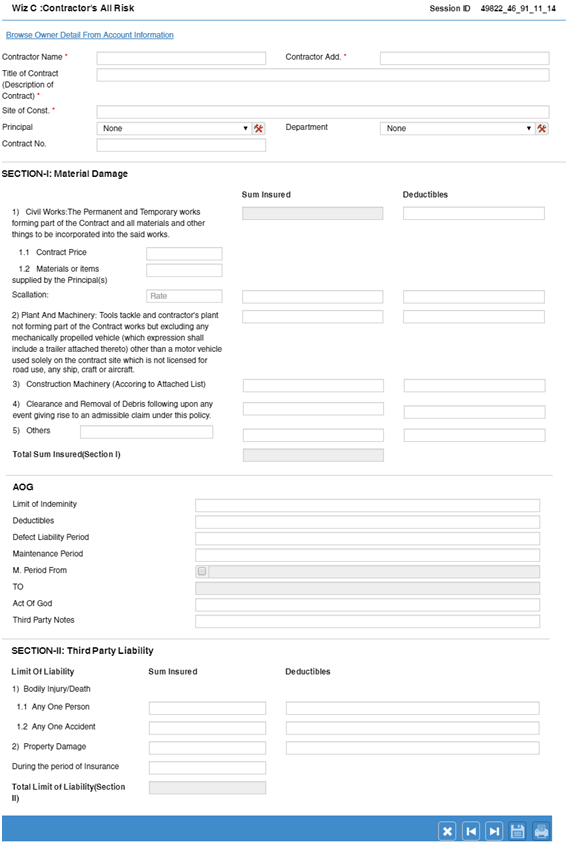 Wiz C :Contractor's All Risk Session ID 49822_46_91_11_14
Browse Owner Detail From Account Information
Contractor Name * Contractor Add. *
Title of Contract
(Description of
Contract) *
Site of Const. *
Principal None Department None
Contract No.
SECTION-I: Material Damage
Sum Insured Deductibles
1) Civil Works:The Permanent and Temporary works
forming part of the Contract and all materials and other
things to be incorporated into the said works.
1.1 Contract Price
1.2 Materials or items
supplied by the Principal(s)
Scallation: Rate
2) Plant And Machinery: Tools tackle and contractor's plant
not forming part of the Contract works but excluding any
mechanically propelled vehicle (which expression shall
include a trailer attached thereto) other than a motor vehicle
used solely on the contract site which is not licensed for
road use, any ship, craft or aircraft.
3) Construction Machinery (Accoring to Attached List)
4) Clearance and Removal of Debris following upon any
event giving rise to an admissible claim under this policy.
5) Others
Total Sum Insured(Section I)
AOG
Limit of Indeminity
Deductibles
Defect Liability Period
Maintenance Period
M. Period From
TO
Act Of God
Third Party Notes
SECTION-II: Third Party Liability
Limit Of Liability Sum Insured Deductibles
1) Bodily Injury/Death
1.1 Any One Person
1.2 Any One Accident
2) Property Damage
During the period of Insurance
Total Limit of Liability(Section
II)